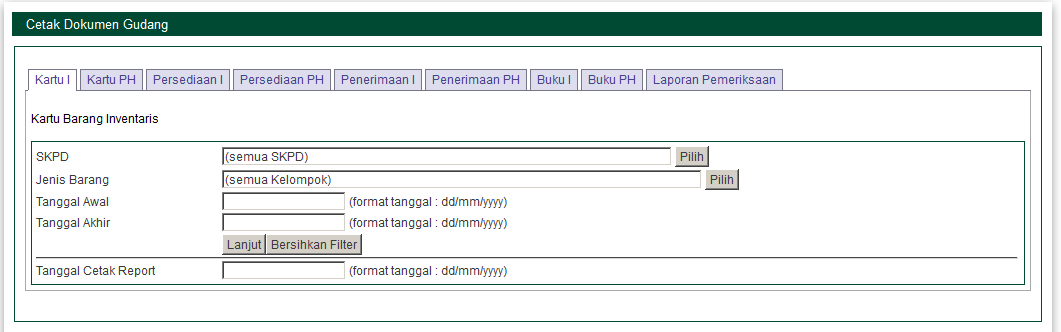 Cetak Dokumen Gudang
Kartu I Kartu PH Persediaan I Persediaan PH Penerimaan I Penerimaan PH Buku I Buku PH Laporan Pemeriksaan
Kartu Barang Inventaris
SKPD (semua SKPD) Pilih
Jenis Barang (semua Kelompok) Pilih
Tanggal Awal (format tanggal : dd/mm/yyyy)
Tanggal Akhir (format tanggal : dd/mm/yyyy)
Lanjut Bersihkan Filter
Tanggal Cetak Report (format tanggal : dd/mm/yyyy)